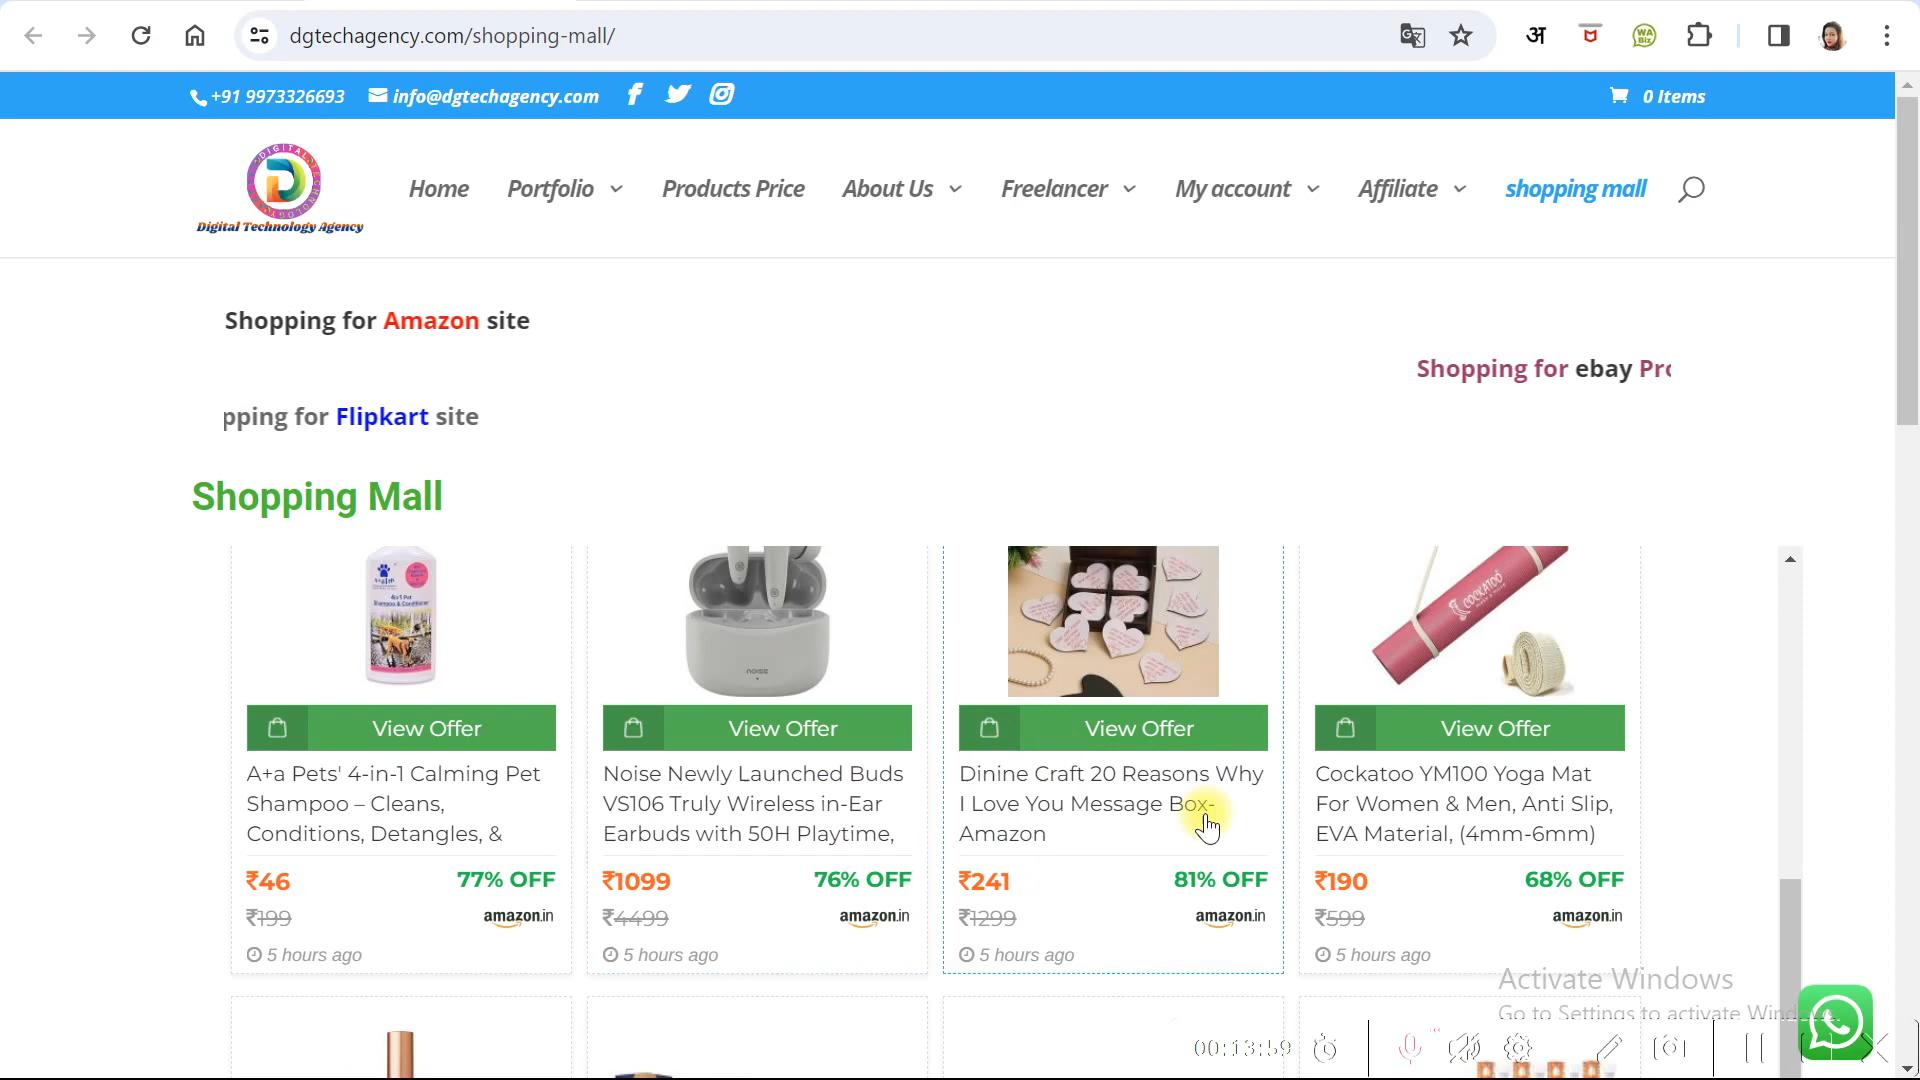 dgtechagency.com/shopping-mall/
अ
WA
Biz
+91 9973326693
info@dgtechagency.com
0 Items
DIGITAL
D
Digital Technology Agency
Home
Portfolio
Products Price
About Us
Freelancer
My account
Affiliate
shopping mall
Shopping for Amazon site
Shopping for ebay Pro
pping for Flipkart site
Shopping Mall
noise
COCKATOO
View Offer
View Offer
View Offer
View Offer
A+a Pets' 4-in-1 Calming Pet
Shampoo – Cleans,
Conditions, Detangles, &
Noise Newly Launched Buds
VS106 Truly Wireless in-Ear
Earbuds with 50H Playtime,
Dinine Craft 20 Reasons Why
I Love You Message Box-
Amazon
Cockatoo YM100 Yoga Mat
For Women & Men, Anti Slip,
EVA Material, (4mm-6mm)
₹46
77% OFF
₹199
amazon.in
5 hours ago
₹1099
76% OFF
₹4499
amazon.in
5 hours ago
₹241
81% OFF
₹1299
amazon.in
5 hours ago
₹190
68% OFF
₹599
amazon.in
5 hours ago
Activate Windows
Go to Settings to activate Wind
00:13:59